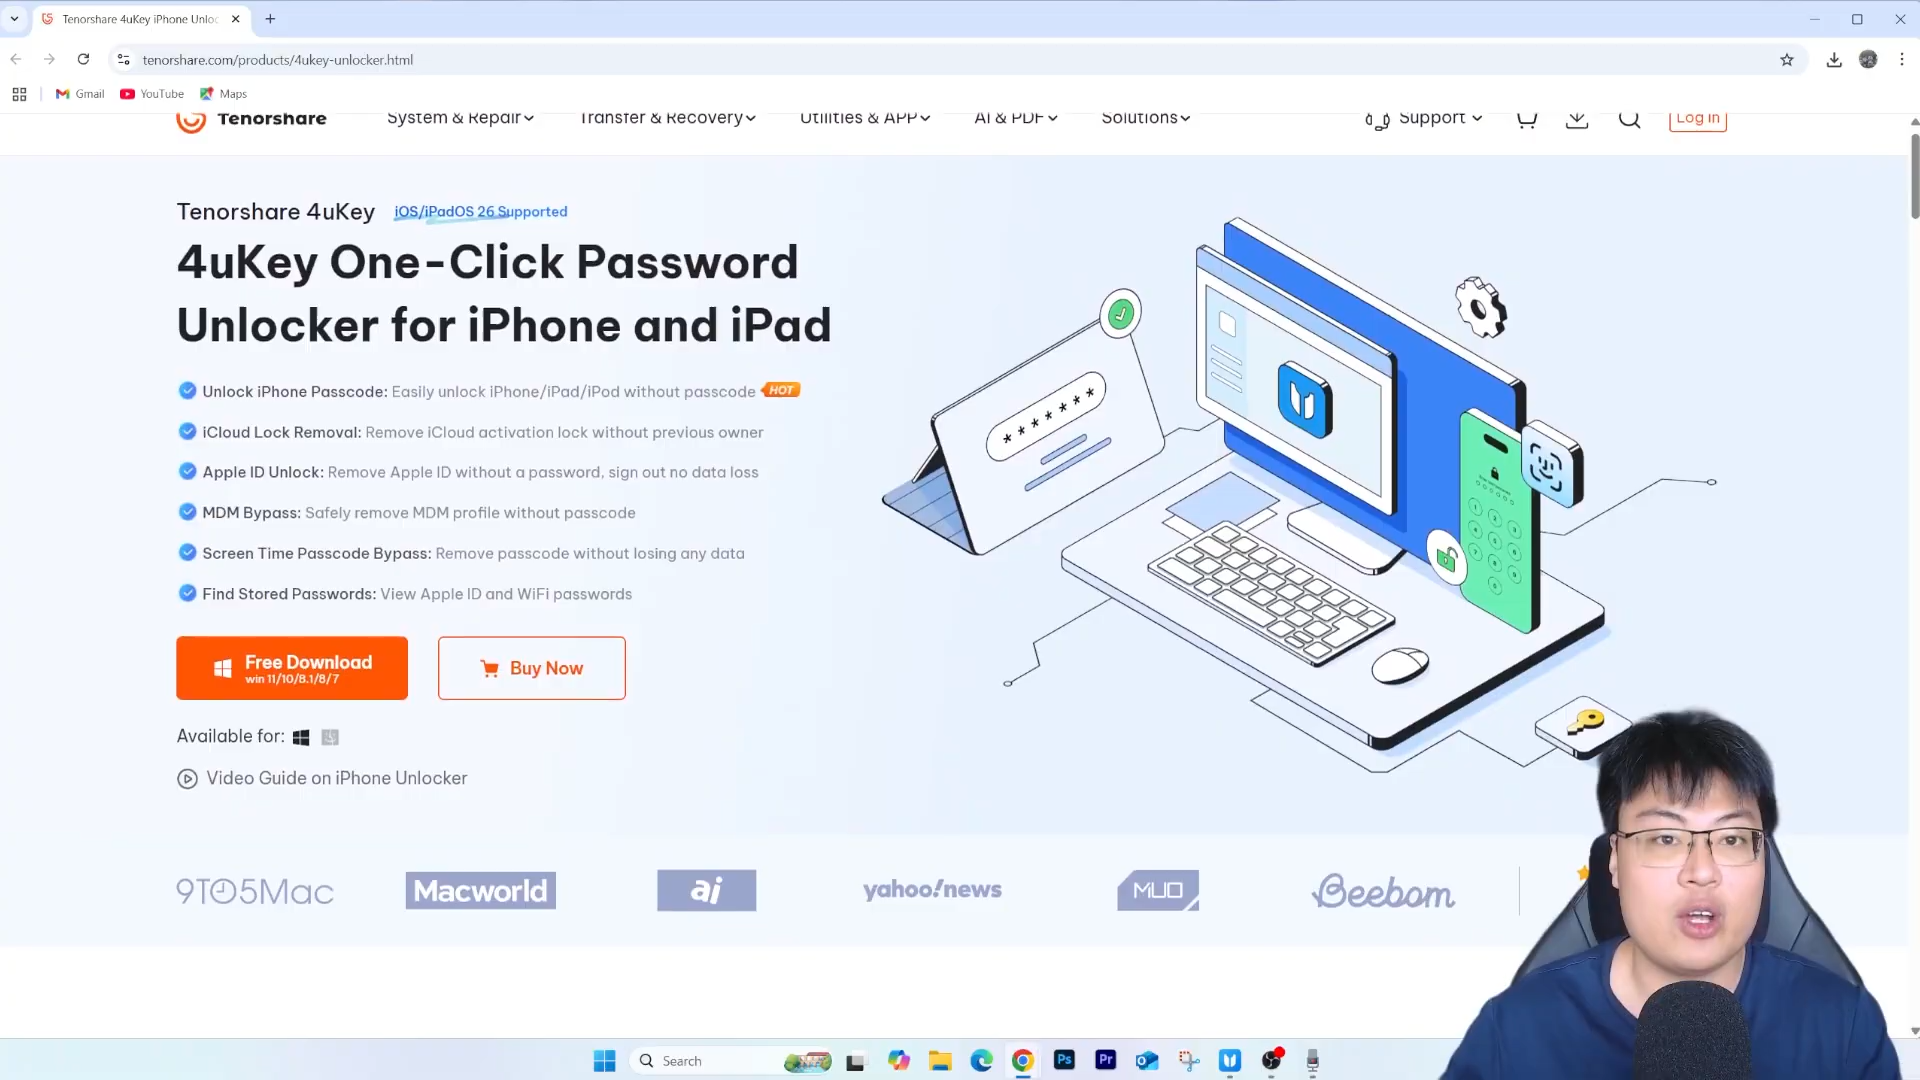 Tenorshare 4uKey iPhone Unloc
tenorshare.com/products/4ukey-unlocker.html
Gmail
YouTube
Maps
Tenorshare
System & Repair
Transfer & Recovery
Utilities & APP
AI & PDF
Solutions
Support
Log in
Tenorshare 4uKey
iOS/iPadOS 26 Supported
4uKey One-Click Password
Unlocker for iPhone and iPad
Unlock iPhone Passcode: Easily unlock iPhone/iPad/iPod without passcode HOT
iCloud Lock Removal: Remove iCloud activation lock without previous owner
Apple ID Unlock: Remove Apple ID without a password, sign out no data loss
MDM Bypass: Safely remove MDM profile without passcode
Screen Time Passcode Bypass: Remove passcode without losing any data
Find Stored Passwords: View Apple ID and WiFi passwords
Free Download
win 11/10/8.1/8/7
Buy Now
Available for:
Video Guide on iPhone Unlocker
9TO5Mac
Macworld
ai
yahoo!news
MUO
Beebom
Search
Ps
Pr